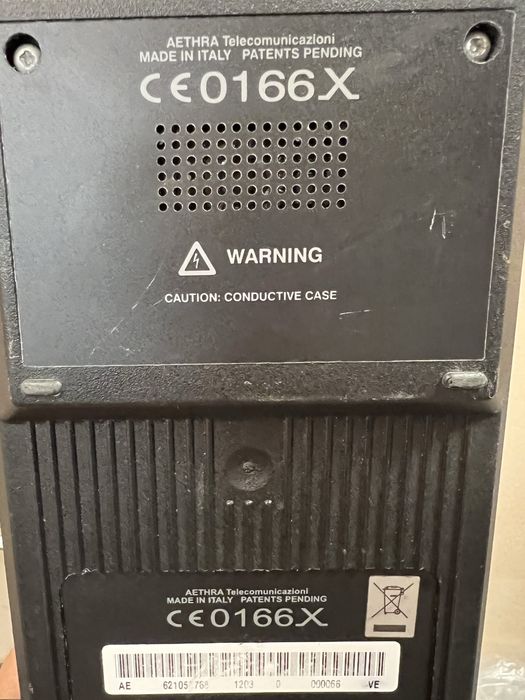 AETHRA Telecomunicazioni
MADE IN ITALY PATENTS PENDING
CE0166X
WARNING
CAUTION: CONDUCTIVE CASE
AETHRA Telecomunicazioni
MADE IN ITALY PATENTS PENDING
CE0166X
AE 1203 0 000066 VE